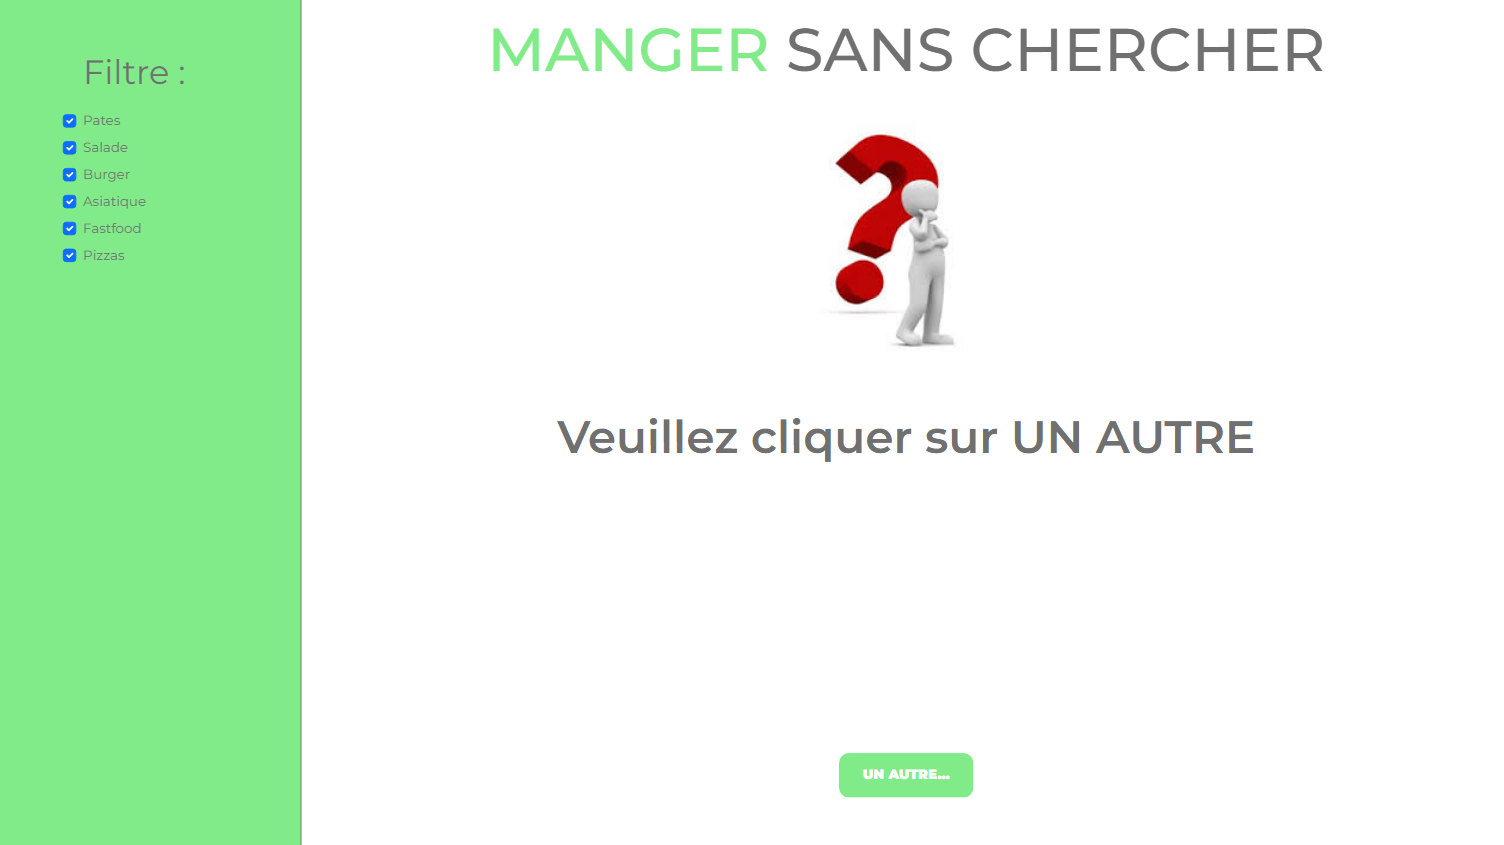 Filtre :
Pates
Salade
Burger
Asiatique
Fastfood
Pizzas
MANGER SANS CHERCHER
Veuillez cliquer sur UN AUTRE
UN AUTRE...